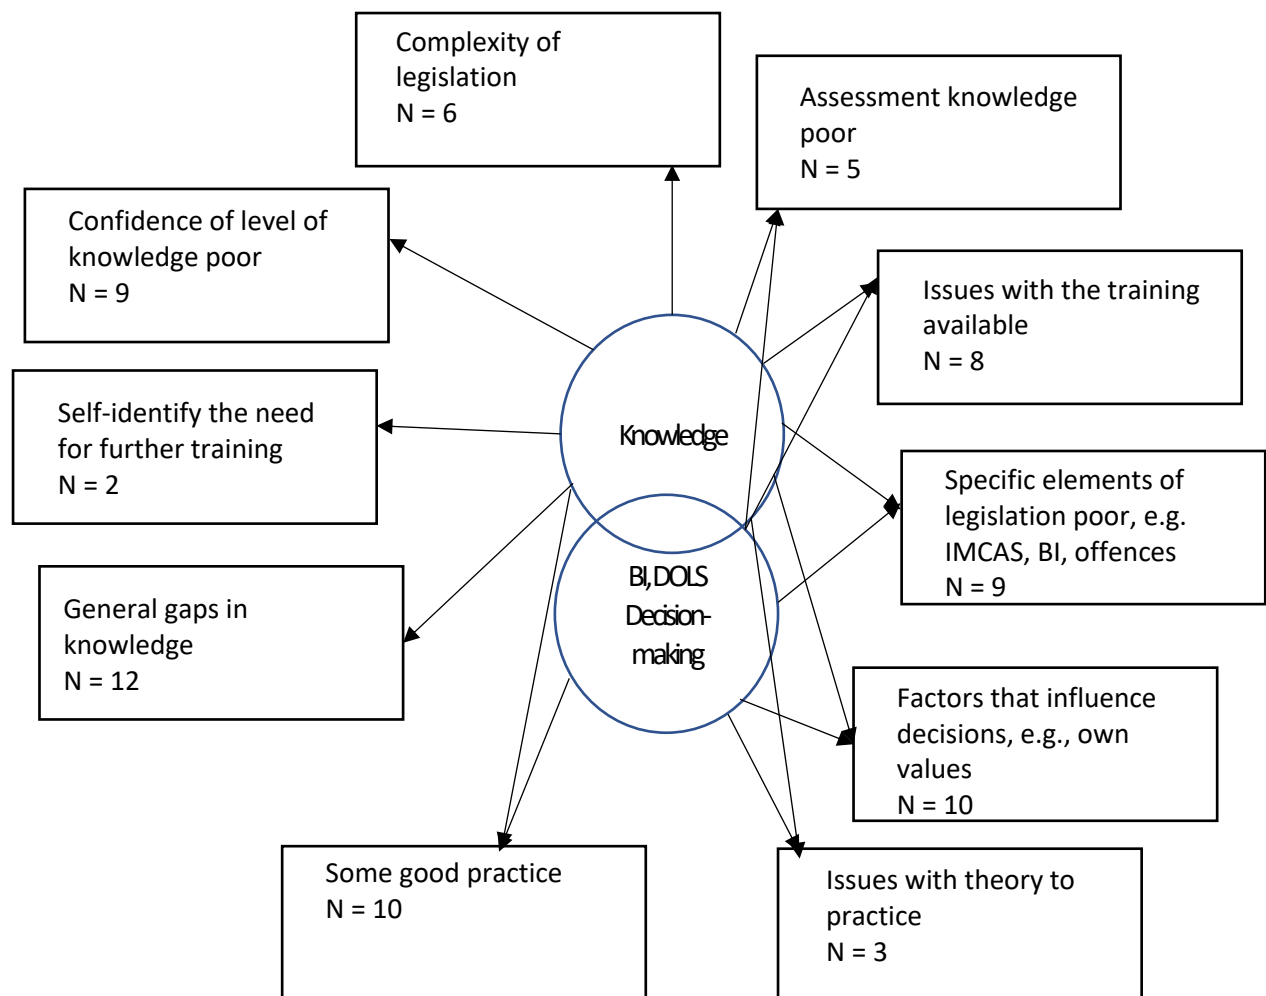 Complexity of
legislation
N = 6
Assessment knowledge
poor
N = 5
Confidence of level of
knowledge poor
N = 9
Issues with the training
available
N = 8
Self-identify the need
for further training
N = 2
Knowledge
Specific elements of
legislation poor, e.g.
IMCAS, BI, offences
N = 9
General gaps in
knowledge
N = 12
BI, DOLS
Decision-
making
Factors that influence
decisions, e.g., own
values
N = 10
Some good practice
N = 10
Issues with theory to
practice
N = 3